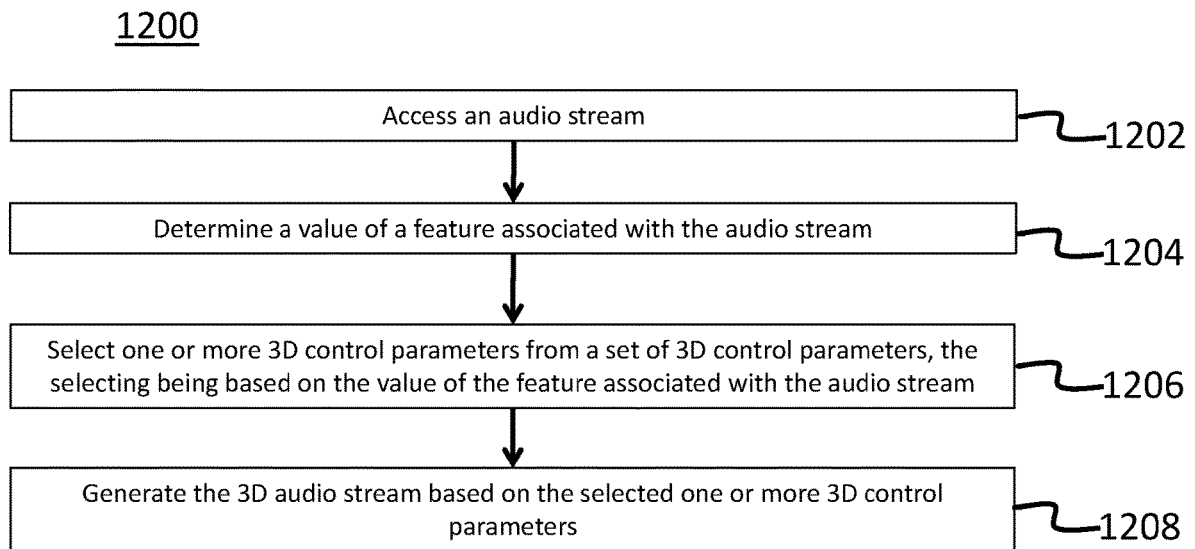 1200
Access an audio stream
1202
Determine a value of a feature associated with the audio stream
1204
Select one or more 3D control parameters from a set of 3D control parameters, the
selecting being based on the value of the feature associated with the audio stream
1206
Generate the 3D audio stream based on the selected one or more 3D control
parameters
1208